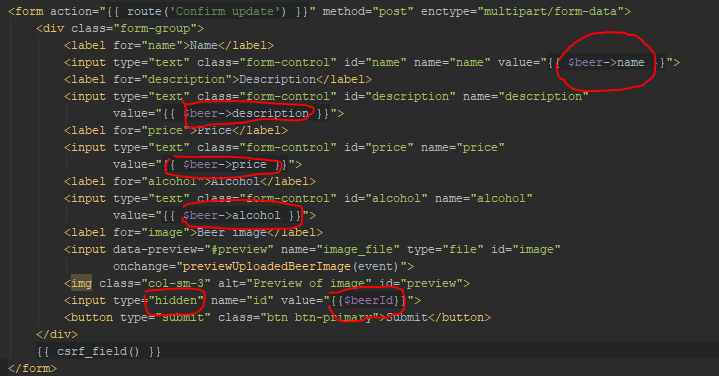 <form action="{{ route('Confirm update') }}" method="post" enctype="multipart/form-data">
<div class="form-group">
<label for="name">Name</label>
<input type="text" class="form-control" id="name" name="name" value="{{ $beer->name }}">
<label for="description">Description</label>
<input type="text" class="form-control" id="description" name="description"
value="{{ $beer->description }}">
<label for="price">Price</label>
<input type="text" class="form-control" id="price" name="price"
value="{{ $beer->price }}">
<label for="alcohol">Alcohol</label>
<input type="text" class="form-control" id="alcohol" name="alcohol"
value="{{ $beer->alcohol }}">
<label for="image">Beer image</label>
<input data-preview="#preview" name="image_file" type="file" id="image"
onchange="previewUploadedBeerImage(event)">
<img class="col-sm-3" alt="Preview of image" id="preview">
<input type="hidden" name="id" value="{{$beerId}}">
<button type="submit" class="btn btn-primary">Submit</button>
</div>
{{ csrf_field() }}
</form>